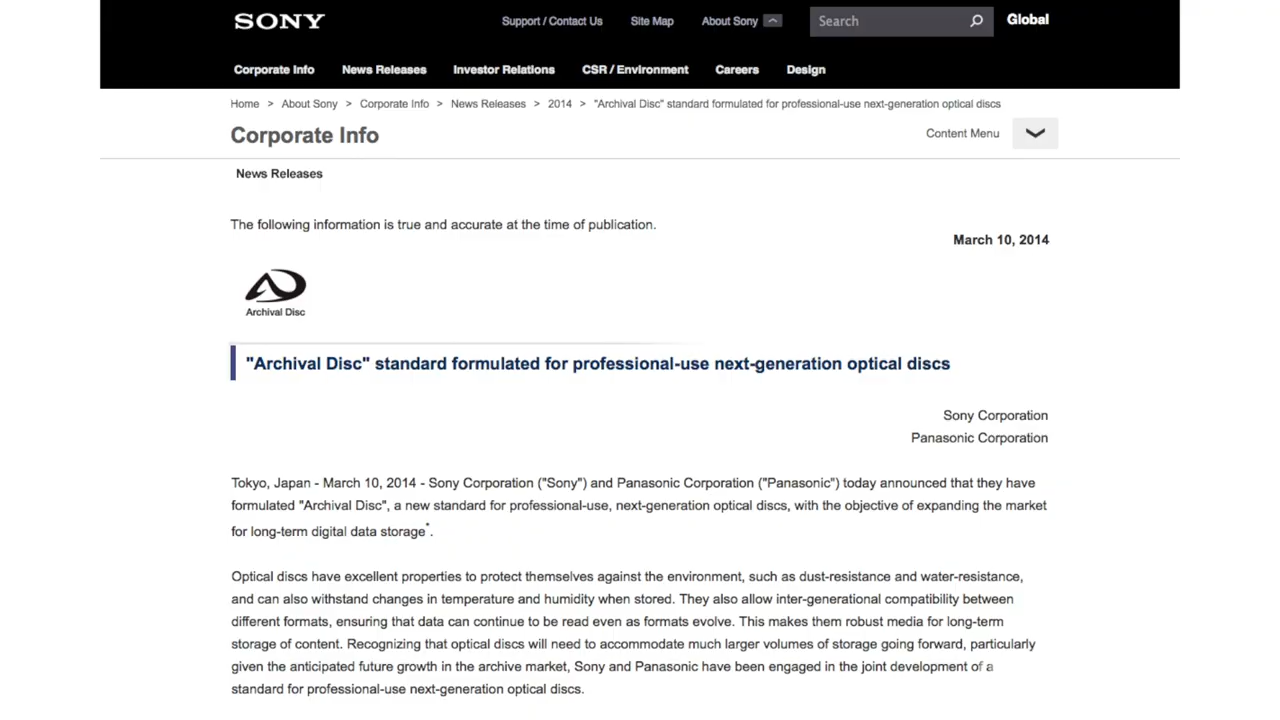 SONY
Support / Contact Us Site Map About Sony Search Global
Corporate Info News Releases Investor Relations CSR / Environment Careers Design
Home > About Sony > Corporate Info > News Releases > 2014 > "Archival Disc" standard formulated for professional-use next-generation optical discs
Corporate Info
Content Menu
News Releases
The following information is true and accurate at the time of publication.
March 10, 2014
Archival Disc
"Archival Disc" standard formulated for professional-use next-generation optical discs
Sony Corporation
Panasonic Corporation
Tokyo, Japan - March 10, 2014 - Sony Corporation ("Sony") and Panasonic Corporation ("Panasonic") today announced that they have
formulated "Archival Disc", a new standard for professional-use, next-generation optical discs, with the objective of expanding the market
for long-term digital data storage*.
Optical discs have excellent properties to protect themselves against the environment, such as dust-resistance and water-resistance,
and can also withstand changes in temperature and humidity when stored. They also allow inter-generational compatibility between
different formats, ensuring that data can continue to be read even as formats evolve. This makes them robust media for long-term
storage of content. Recognizing that optical discs will need to accommodate much larger volumes of storage going forward, particularly
given the anticipated future growth in the archive market, Sony and Panasonic have been engaged in the joint development of a
standard for professional-use next-generation optical discs.